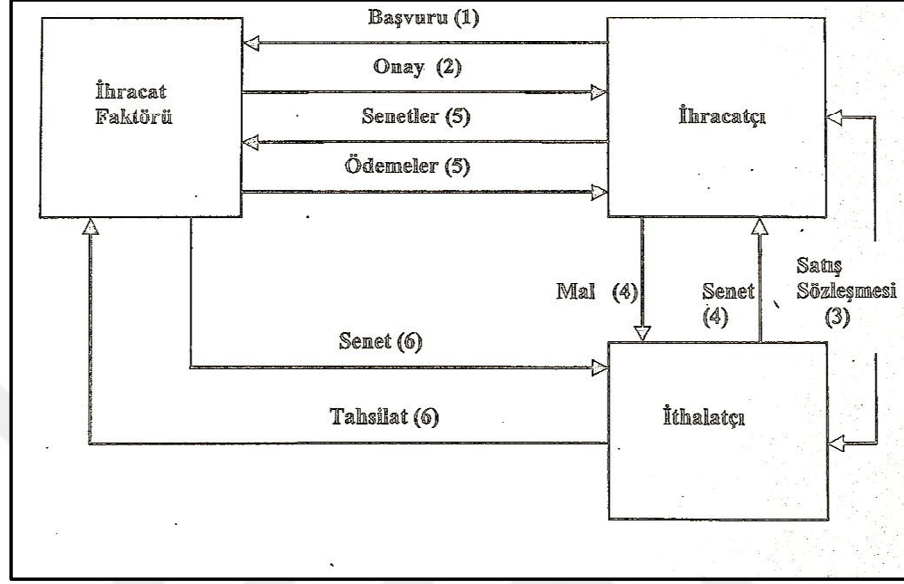 Başvuru (1)
Onay (2)
İhracat
Faktörü
Senetler (5)
İhracatçı
Ödemeler (5)
Mal (4)
Senet
(4)
Satış
Sözleşmesi
(3)
Senet (6)
Tahsilat (6)
İthalatçı